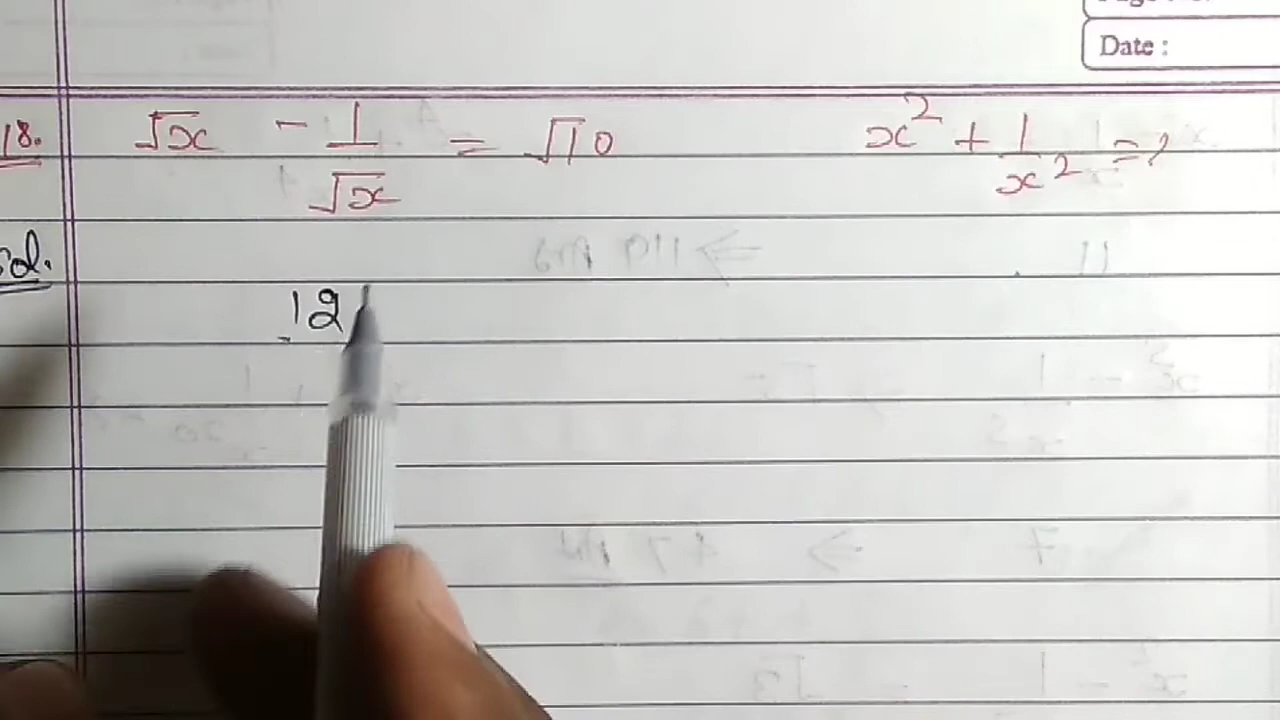 Date :
18. √x - 1/√x = √10 x² + 1/x² = ?
Sol.
12